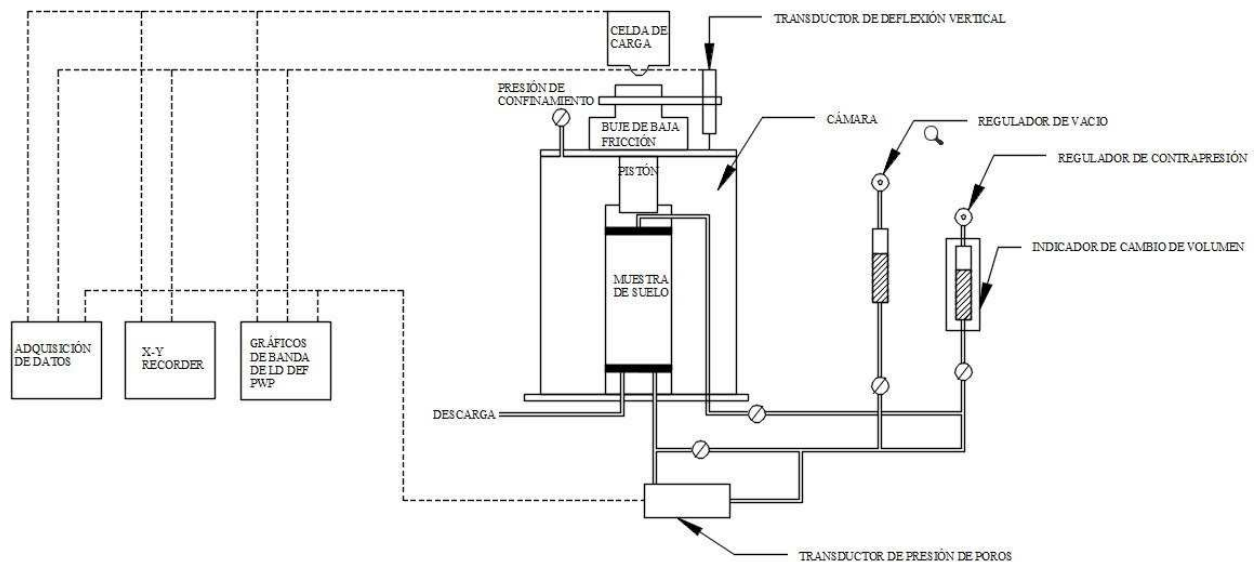 TRANSDUCTOR DE DEFLEXIÓN VERTICAL
CELDA DE
CARGA
PRESIÓN DE
CONFINAMIENTO
BUJE DE BAJA
FRICCIÓN
CÁMARA
REGULADOR DE VACIO
REGULADOR DE CONTRAPRESIÓN
PISTÓN
INDICADOR DE CAMBIO DE VOLUMEN
MUESTRA
DE SUELO
ADQUISICIÓN
DE DATOS
X-Y
RECORDER
GRÁFICOS
DE BANDA
DE LD DEF
PWP
DESCARGA
TRANSDUCTOR DE PRESIÓN DE POROS